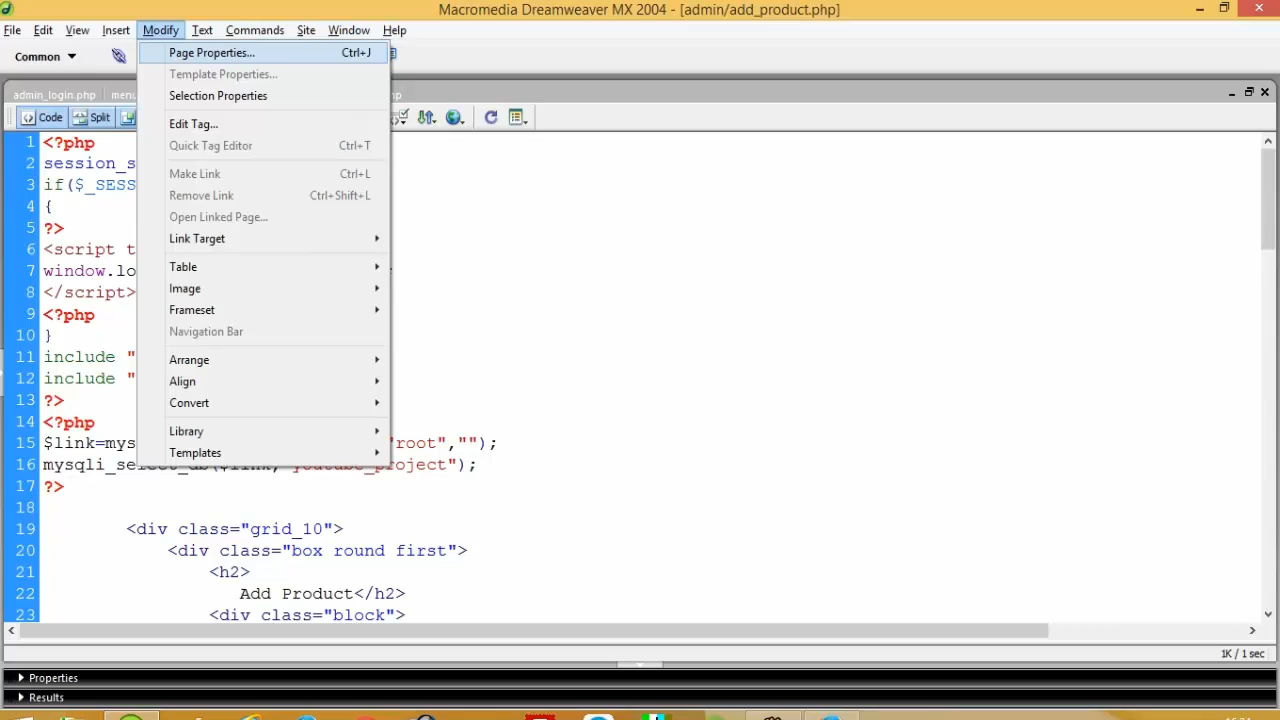 Macromedia Dreamweaver MX 2004 - [admin/add_product.php]
File Edit View Insert Modify Text Commands Site Window Help
Common
Page Properties... Ctrl+J
Template Properties...
Selection Properties
Edit Tag...
Quick Tag Editor Ctrl+T
Make Link Ctrl+L
Remove Link Ctrl+Shift+L
Open Linked Page...
Link Target
Table
Image
Frameset
Navigation Bar
Arrange
Align
Convert
Library
Templates
admin_login.php
Code Split
1 <?php
2 session_s
3 if($_SESS
4 {
5 ?>
6 <script t
7 window.lo
8 </script>
9 <?php
10 }
11 include "
12 include "
13 ?>
14 <?php
15 $link=mys "root","");
16 mysqli_select_db($link,"youtube_project");
17 ?>
18
19 <div class="grid_10">
20 <div class="box round first">
21 <h2>
22 Add Product</h2>
23 <div class="block">
1K / 1 sec
Properties
Results